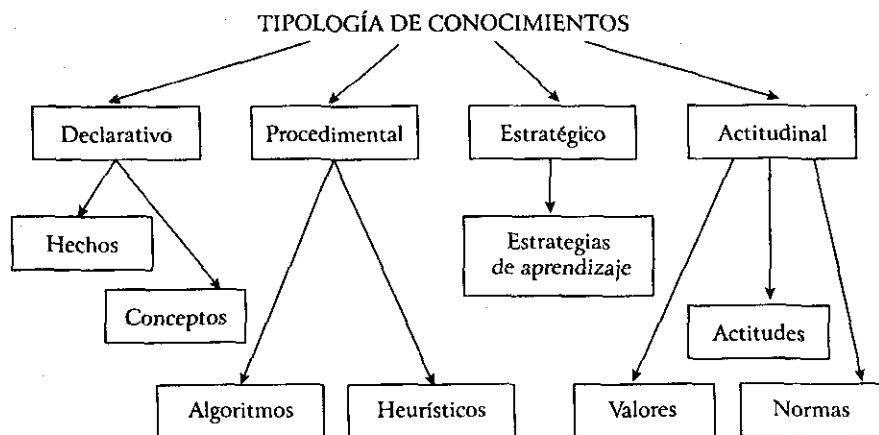 TIPOLOGÍA DE CONOCIMIENTOS
Declarativo
Procedimental
Estratégico
Actitudinal
Hechos
Conceptos
Estrategias
de aprendizaje
Actitudes
Algoritmos
Heurísticos
Valores
Normas